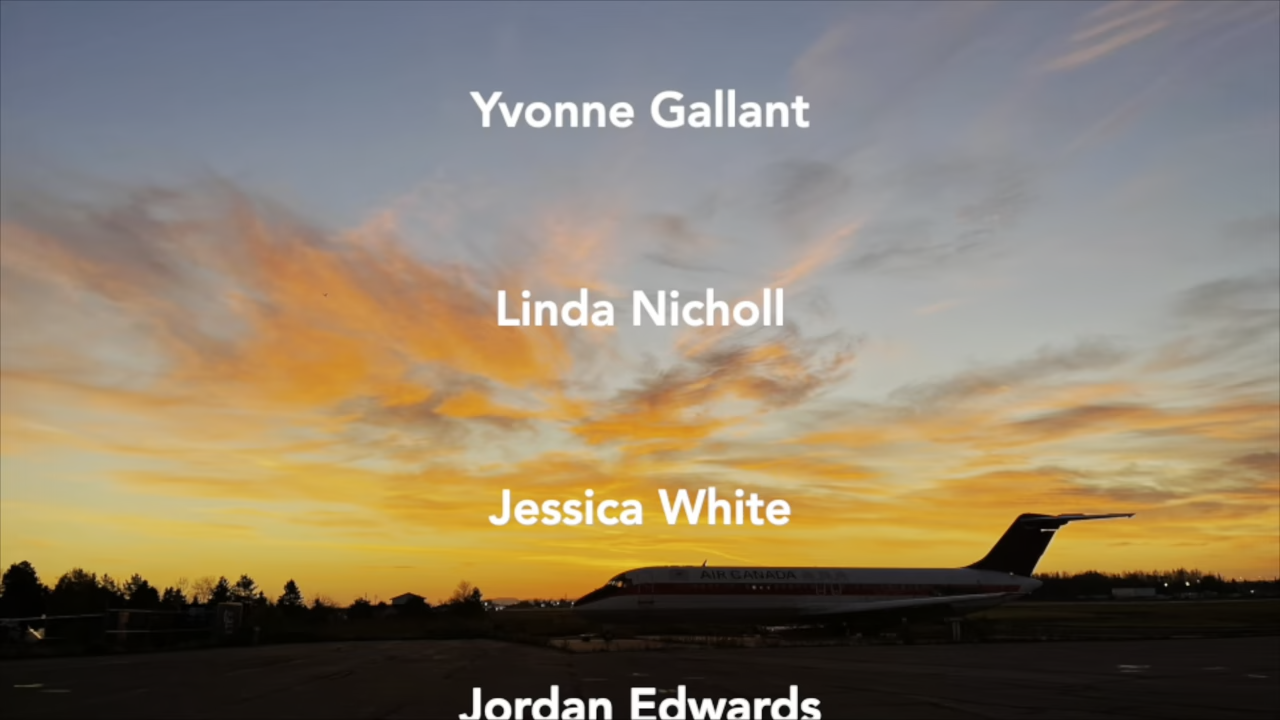 Yvonne Gallant
Linda Nicholl
Jessica White
AIR CANADA
Jordan Edwards